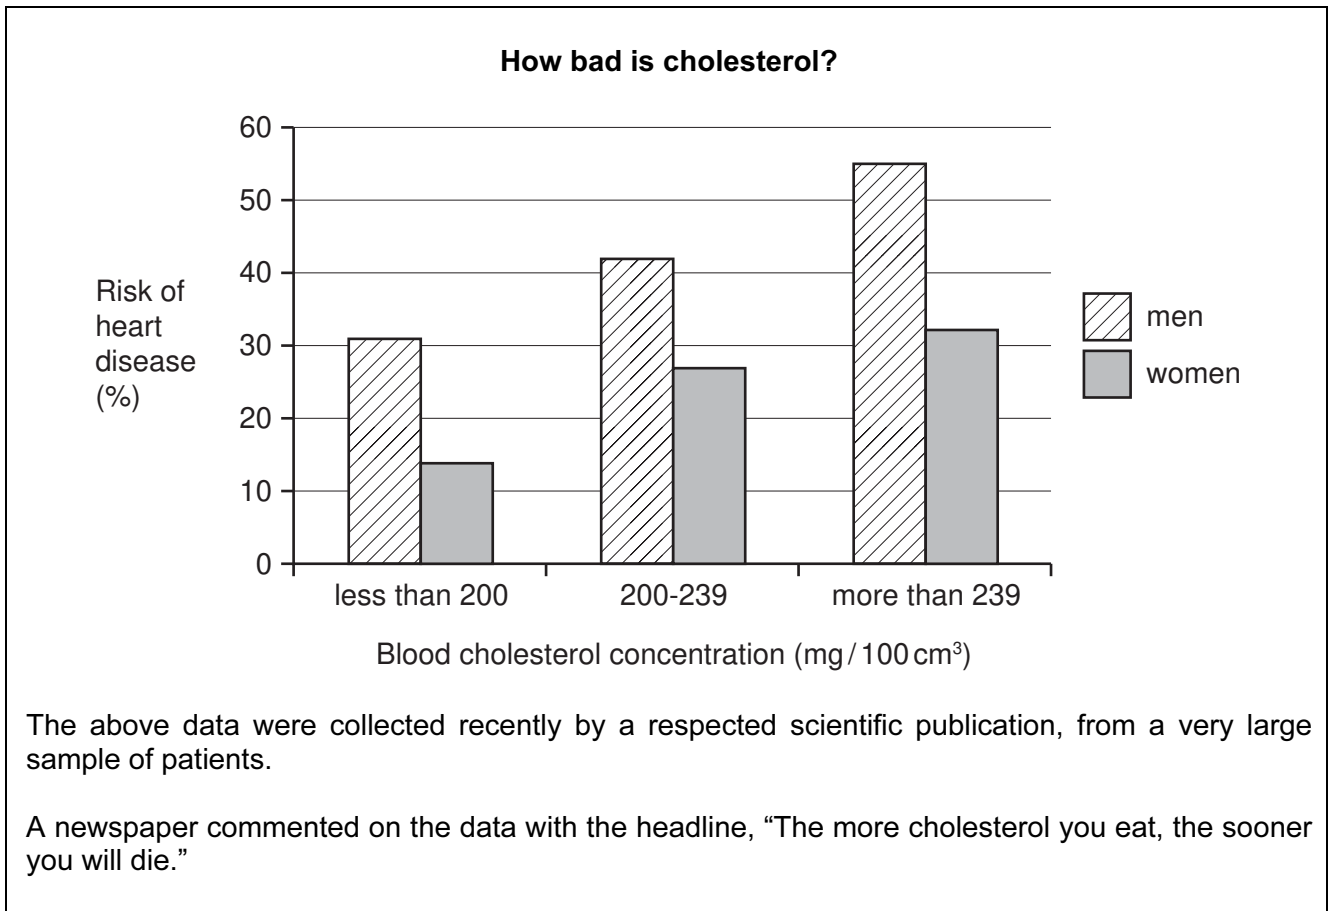 How bad is cholesterol?
60
50
40
30
20
10
0
Risk of
heart
disease
(%)
men
women
less than 200
200-239
more than 239
Blood cholesterol concentration (mg / 100 cm³)
The above data were collected recently by a respected scientific publication, from a very large
sample of patients.
A newspaper commented on the data with the headline, “The more cholesterol you eat, the sooner
you will die.”